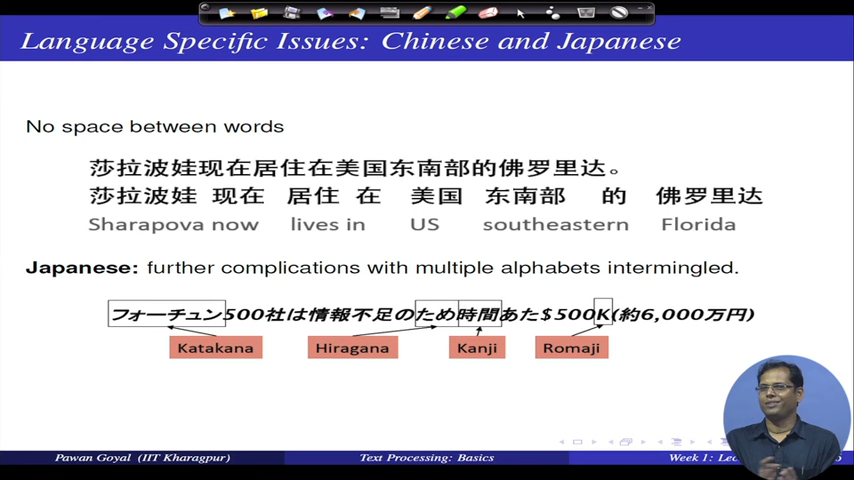 Language Specific Issues: Chinese and Japanese
No space between words
莎拉波娃现在居住在美国东南部的佛罗里达。
莎拉波娃 现在 居住 在 美国 东南部 的 佛罗里达
Sharapova now lives in US southeastern Florida
Japanese: further complications with multiple alphabets intermingled.
フォーチュン500社は情報不足のため時間あた$500K(約6,000万円)
Katakana Hiragana Kanji Romaji
Pawan Goyal (IIT Kharagpur) Text Processing: Basics Week 1: